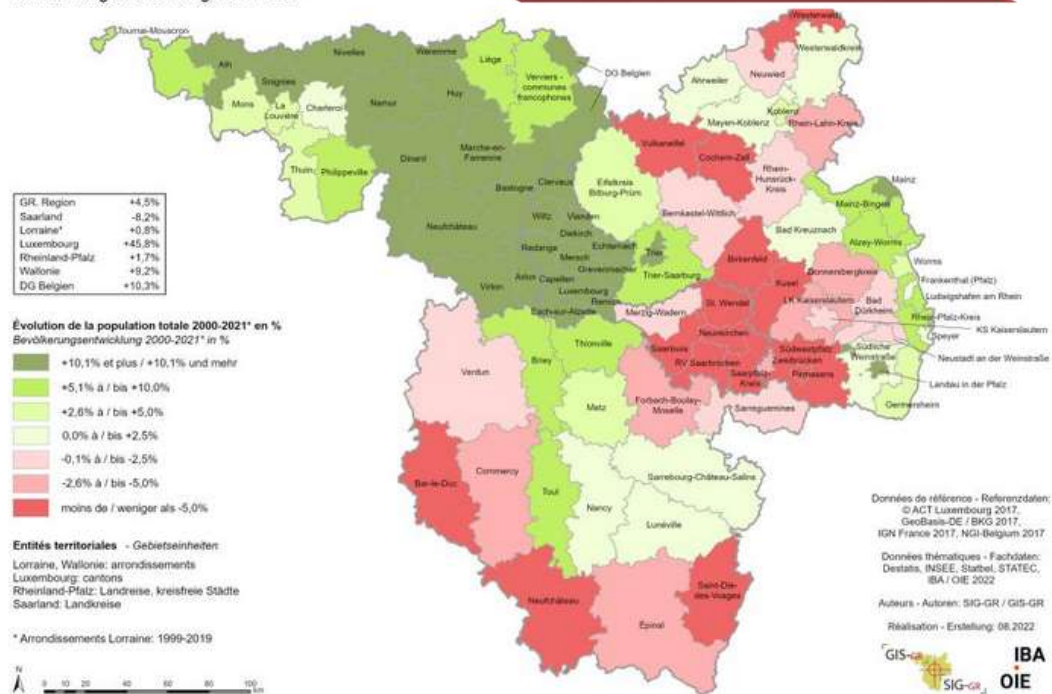 Tournai-Mouscron
Ath
Soignies
Nivelles
Waremme
Liège
Verviers -
communes
francophones
DG Belgien
Mons
La
Louvière
Charleroi
Namur
Huy
Thuin
Philippeville
Dinant
Marche-en-
Famenne
Bastogne
Clervaux
Neufchâteau
Wiltz
Vianden
Diekirch
Redange
Echternach
Mersch
Grevenmacher
Arlon
Capellen
Virton
Luxembourg
Remich
Esch-sur-Alzette
(Westerwald)
Westerwaldkreis
Neuwied
Ahrweiler
Koblenz
Mayen-Koblenz
Rhein-Lahn-Kreis
Vulkaneifel
Cochem-Zell
Rhein-
Hunsrück-
Kreis
Eifelkreis
Bitburg-Prüm
Bernkastel-Wittlich
Mainz
Mainz-Bingen
Bad Kreuznach
Alzey-Worms
Trier
Trier-Saarburg
Birkenfeld
Donnersbergkreis
Worms
Frankenthal (Pfalz)
Ludwigshafen am Rhein
Kusel
LK Kaiserslautern
Bad
Dürkheim
Rhein-Pfalz-Kreis
KS Kaiserslautern
Speyer
Neustadt an der Weinstraße
Merzig-Wadern
St. Wendel
Neunkirchen
Saarlouis
RV Saarbrücken
Saarpfalz-
Kreis
Südwestpfalz
Zweibrücken
Pirmasens
Südliche
Weinstraße
Landau in der Pfalz
Germersheim
Verdun
Briey
Thionville
Metz
Forbach-Boulay-
Moselle
Sarreguemines
Bar-le-Duc
Commercy
Toul
Nancy
Sarrebourg-Château-Salins
Lunéville
Neufchâteau
Épinal
Saint-Dié-
des-Vosges
GR. Region +4,5%
Saarland -8,2%
Lorraine* +0,8%
Luxembourg +45,8%
Rheinland-Pfalz +1,7%
Wallonie +9,2%
DG Belgien +10,3%
Évolution de la population totale 2000-2021* en %
Bevölkerungsentwicklung 2000-2021* in %
+10,1% et plus / +10,1% und mehr
+5,1% à / bis +10,0%
+2,6% à / bis +5,0%
0,0% à / bis +2,5%
-0,1% à / bis -2,5%
-2,6% à / bis -5,0%
moins de / weniger als -5,0%
Entités territoriales - Gebietseinheiten
Lorraine, Wallonie: arrondissements
Luxembourg: cantons
Rheinland-Pfalz: Landreise, kreisfreie Städte
Saarland: Landkreise
* Arrondissements Lorraine: 1999-2019
N
0 10 20 40 60 80 100
km
Données de référence - Referenzdaten:
© ACT Luxembourg 2017,
GeoBasis-DE / BKG 2017,
IGN France 2017, NGI-Belgium 2017
Données thématiques - Fachdaten:
Destatis, INSEE, Statbel, STATEC,
IBA / OIE 2022
Auteurs - Autoren: SIG-GR / GIS-GR
Réalisation - Erstellung: 08.2022
GIS-GR
SIG-GR
IBA
OIE